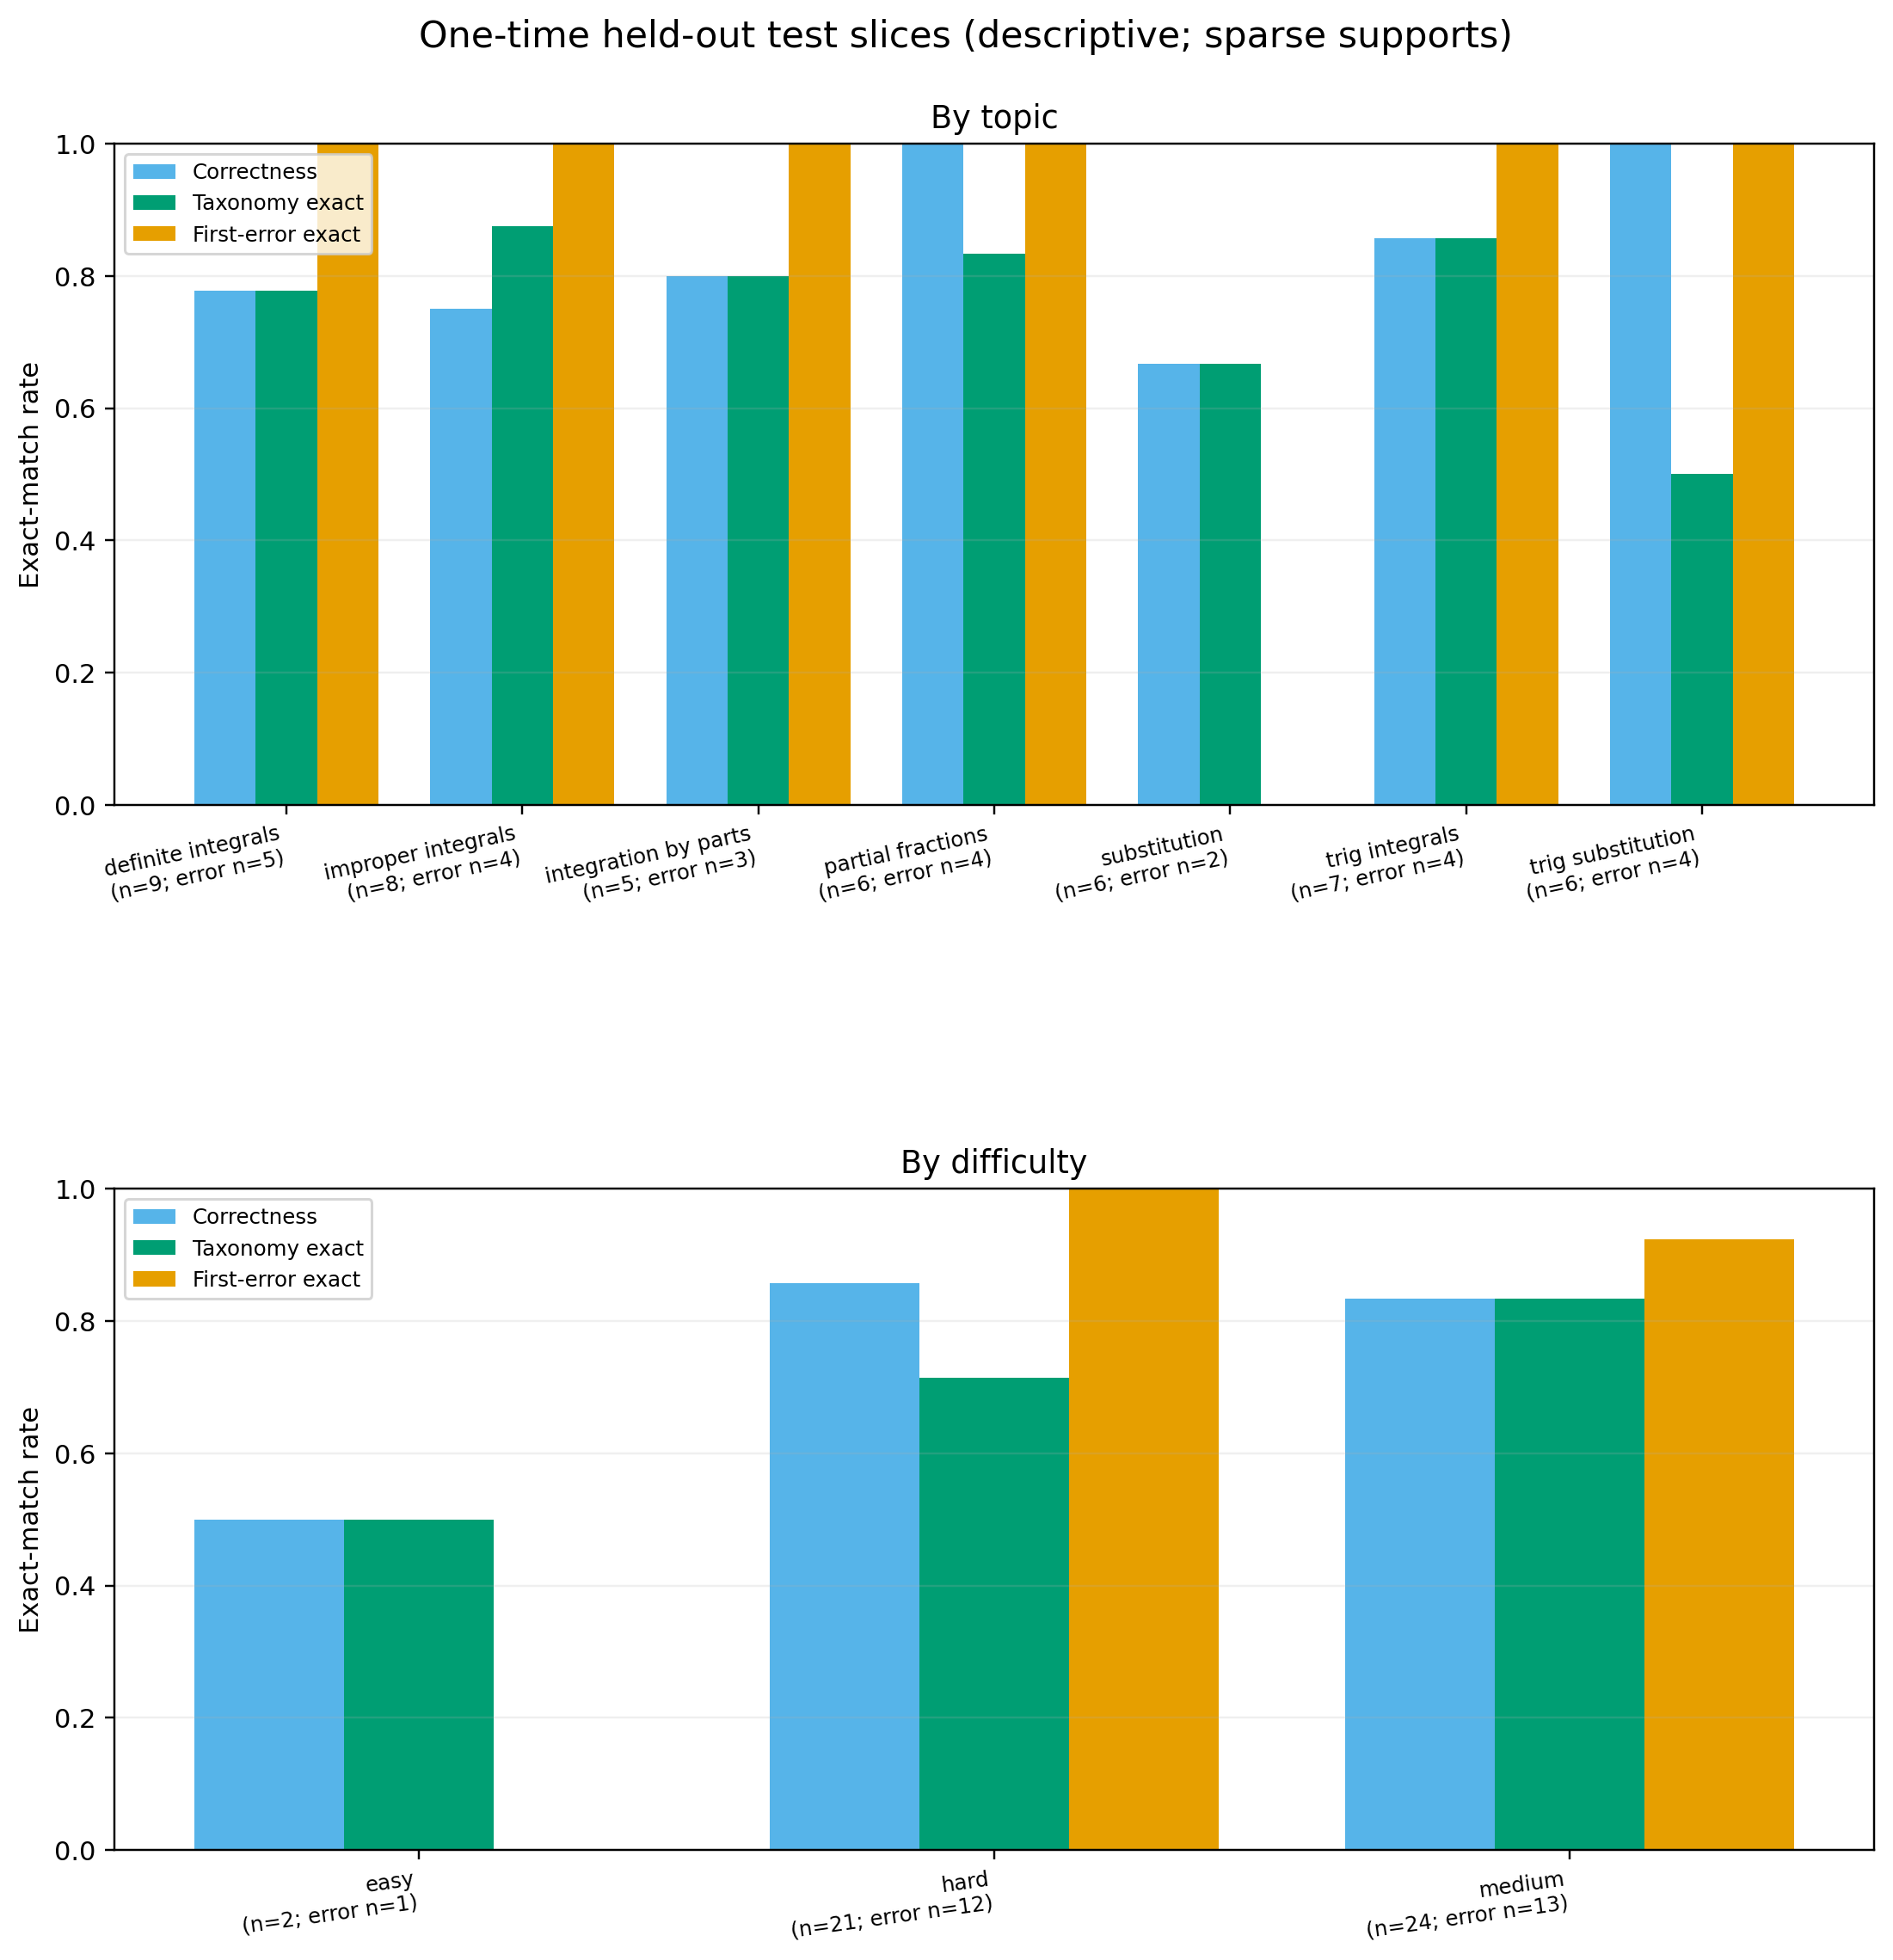 One-time held-out test slices (descriptive; sparse supports)
By topic
Correctness
Taxonomy exact
First-error exact
Exact-match rate
1.0
0.8
0.6
0.4
0.2
0.0
definite integrals
(n=9; error n=5)
improper integrals
(n=8; error n=4)
integration by parts
(n=5; error n=3)
partial fractions
(n=6; error n=4)
substitution
(n=6; error n=2)
trig integrals
(n=7; error n=4)
trig substitution
(n=6; error n=4)
By difficulty
Correctness
Taxonomy exact
First-error exact
Exact-match rate
1.0
0.8
0.6
0.4
0.2
0.0
easy
(n=2; error n=1)
hard
(n=21; error n=12)
medium
(n=24; error n=13)